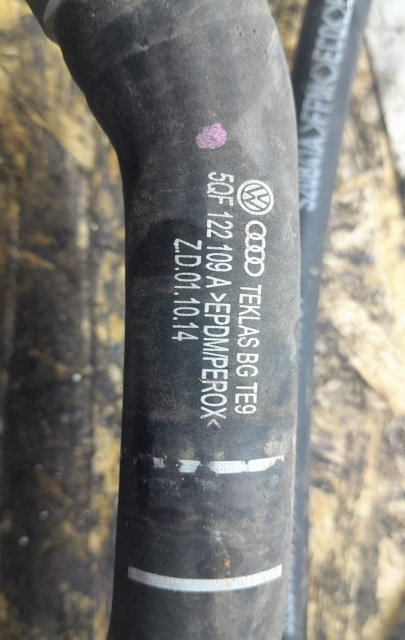 TEKLAS BG TE9
5QF 122 109 A >EPDM/PEROX<
Z.D.01.10.14